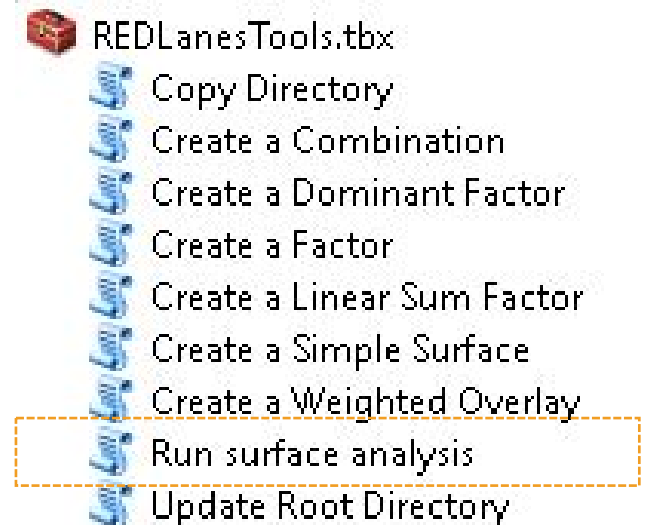 REDLanesTools.tbx
Copy Directory
Create a Combination
Create a Dominant Factor
Create a Factor
Create a Linear Sum Factor
Create a Simple Surface
Create a Weighted Overlay
Run surface analysis
Update Root Directory